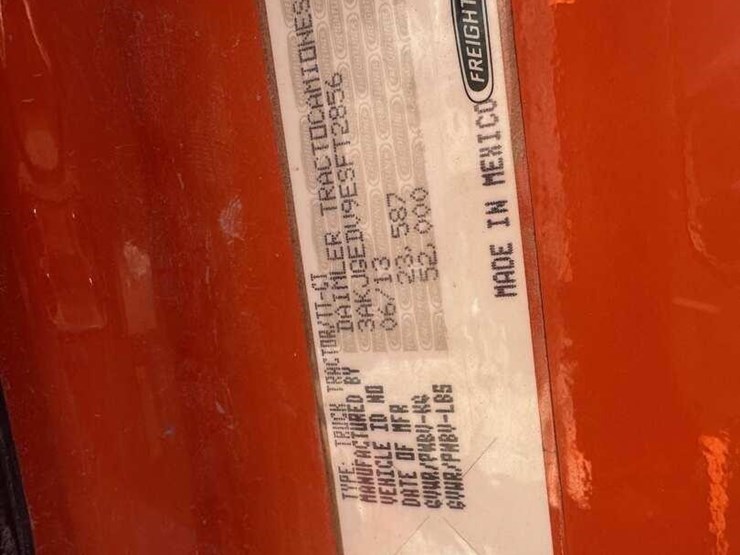 TYPE: TRUCK TRACTOR/TT-CT
MANUFACTURED BY DAIMLER TRACTOCAMIONES
VEHICLE ID NO 3AKJGEDV9ESFT2856
DATE OF MFR 06/13
GVWR/PNBV-KG 23,587
GVWR/PNBV-LBS 52,000
MADE IN MEXICO
FREIGHT